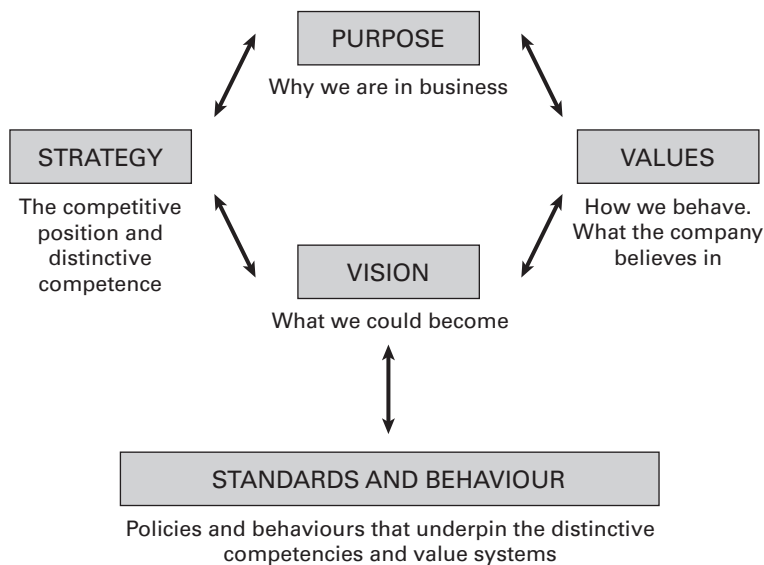 PURPOSE
Why we are in business
STRATEGY
The competitive
position and
distinctive
competence
VALUES
How we behave.
What the company
believes in
VISION
What we could become
STANDARDS AND BEHAVIOUR
Policies and behaviours that underpin the distinctive
competencies and value systems